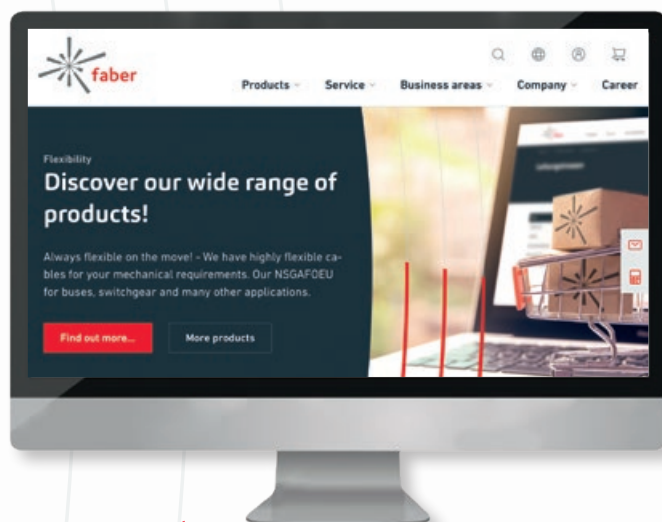 faber
Products
Service
Business areas
Company
Career
Flexibility
Discover our wide range of
products!
Always flexible on the move! - We have highly flexible ca-
bles for your mechanical requirements. Our NSGAFOEU
for buses, switchgear and many other applications.
Find out more...
More products